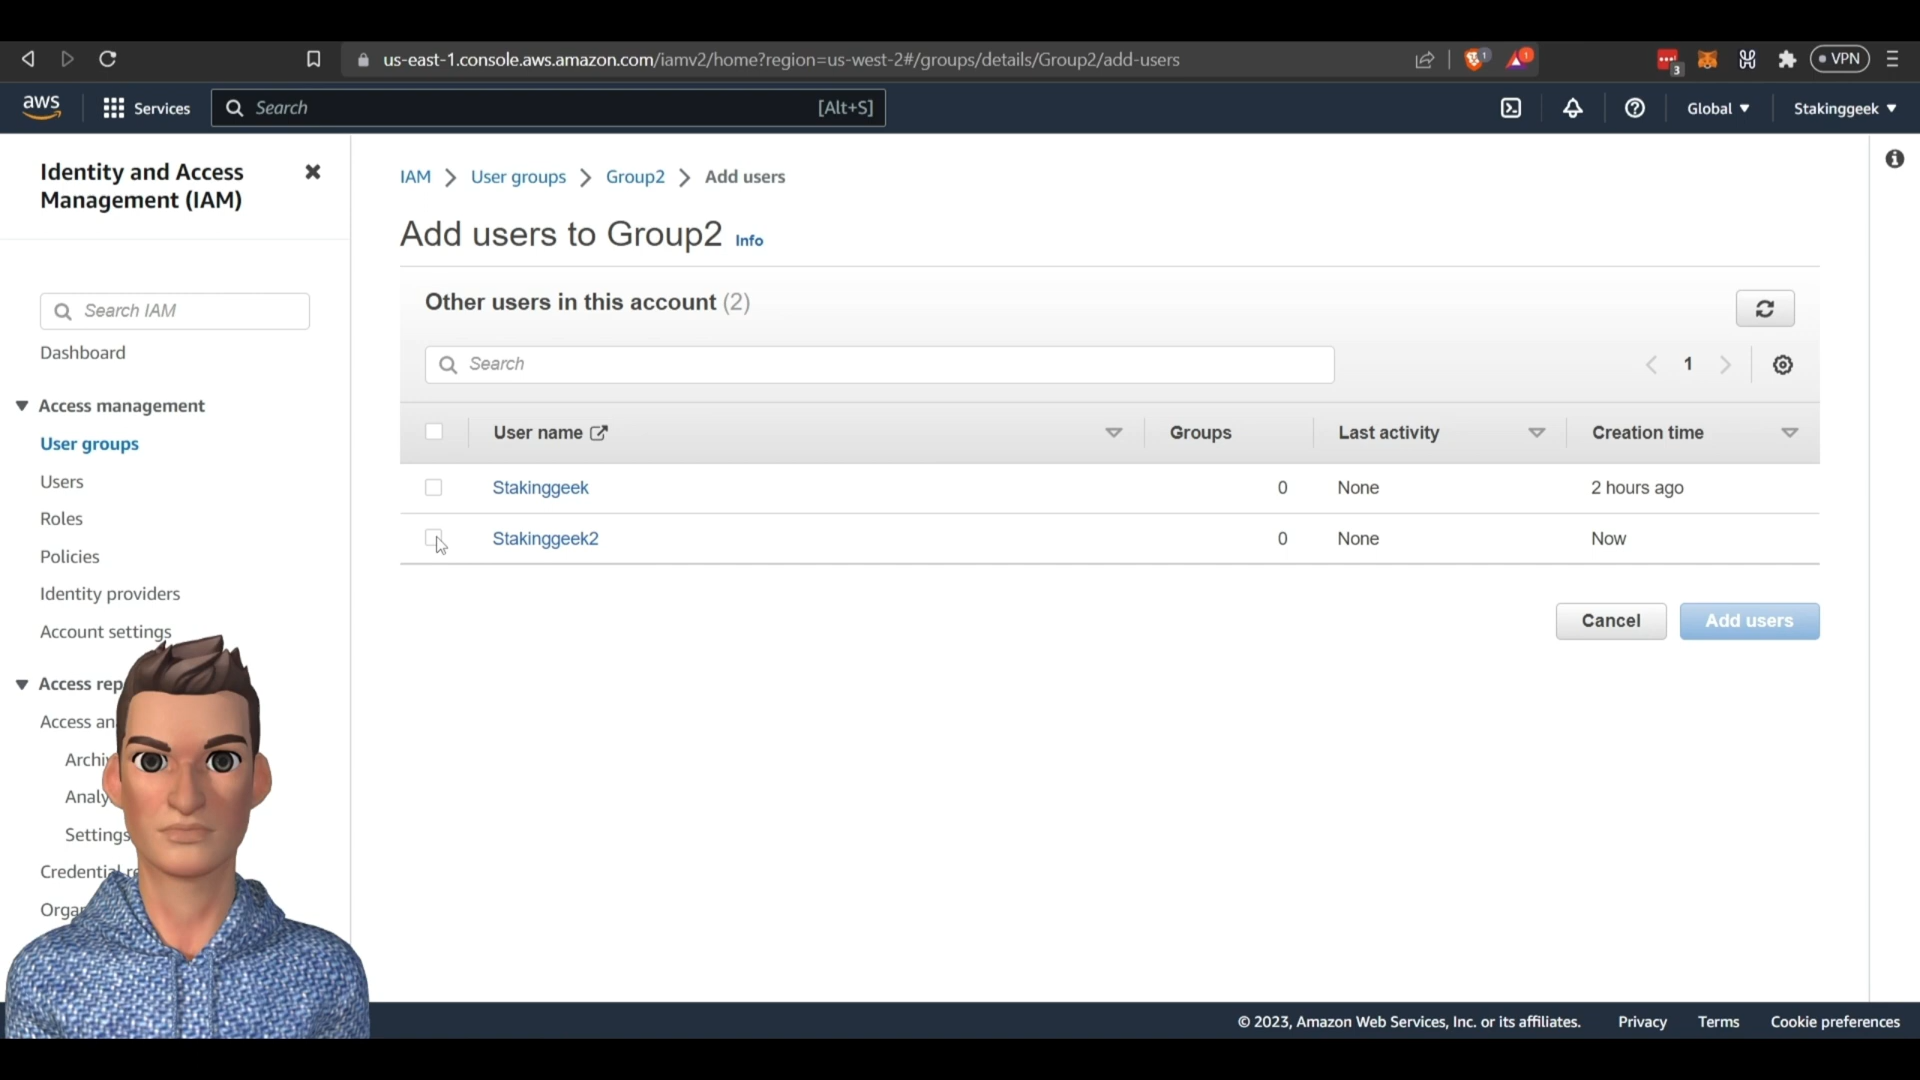 us-east-1.console.aws.amazon.com/iamv2/home?region=us-west-2#/groups/details/Group2/add-users
1
1
3
VPN
aws
Services
Search
[Alt+S]
Global
Stakinggeek
Identity and Access
Management (IAM)
Search IAM
Dashboard
Access management
User groups
Users
Roles
Policies
Identity providers
Account settings
Access rep
Access an
Archi
Analy
Settings
Credential re
Orga
IAM > User groups > Group2 > Add users
Add users to Group2 Info
Other users in this account (2)
Search
1
User name Groups Last activity Creation time
Stakinggeek 0 None 2 hours ago
Stakinggeek2 0 None Now
Cancel Add users
© 2023, Amazon Web Services, Inc. or its affiliates. Privacy Terms Cookie preferences